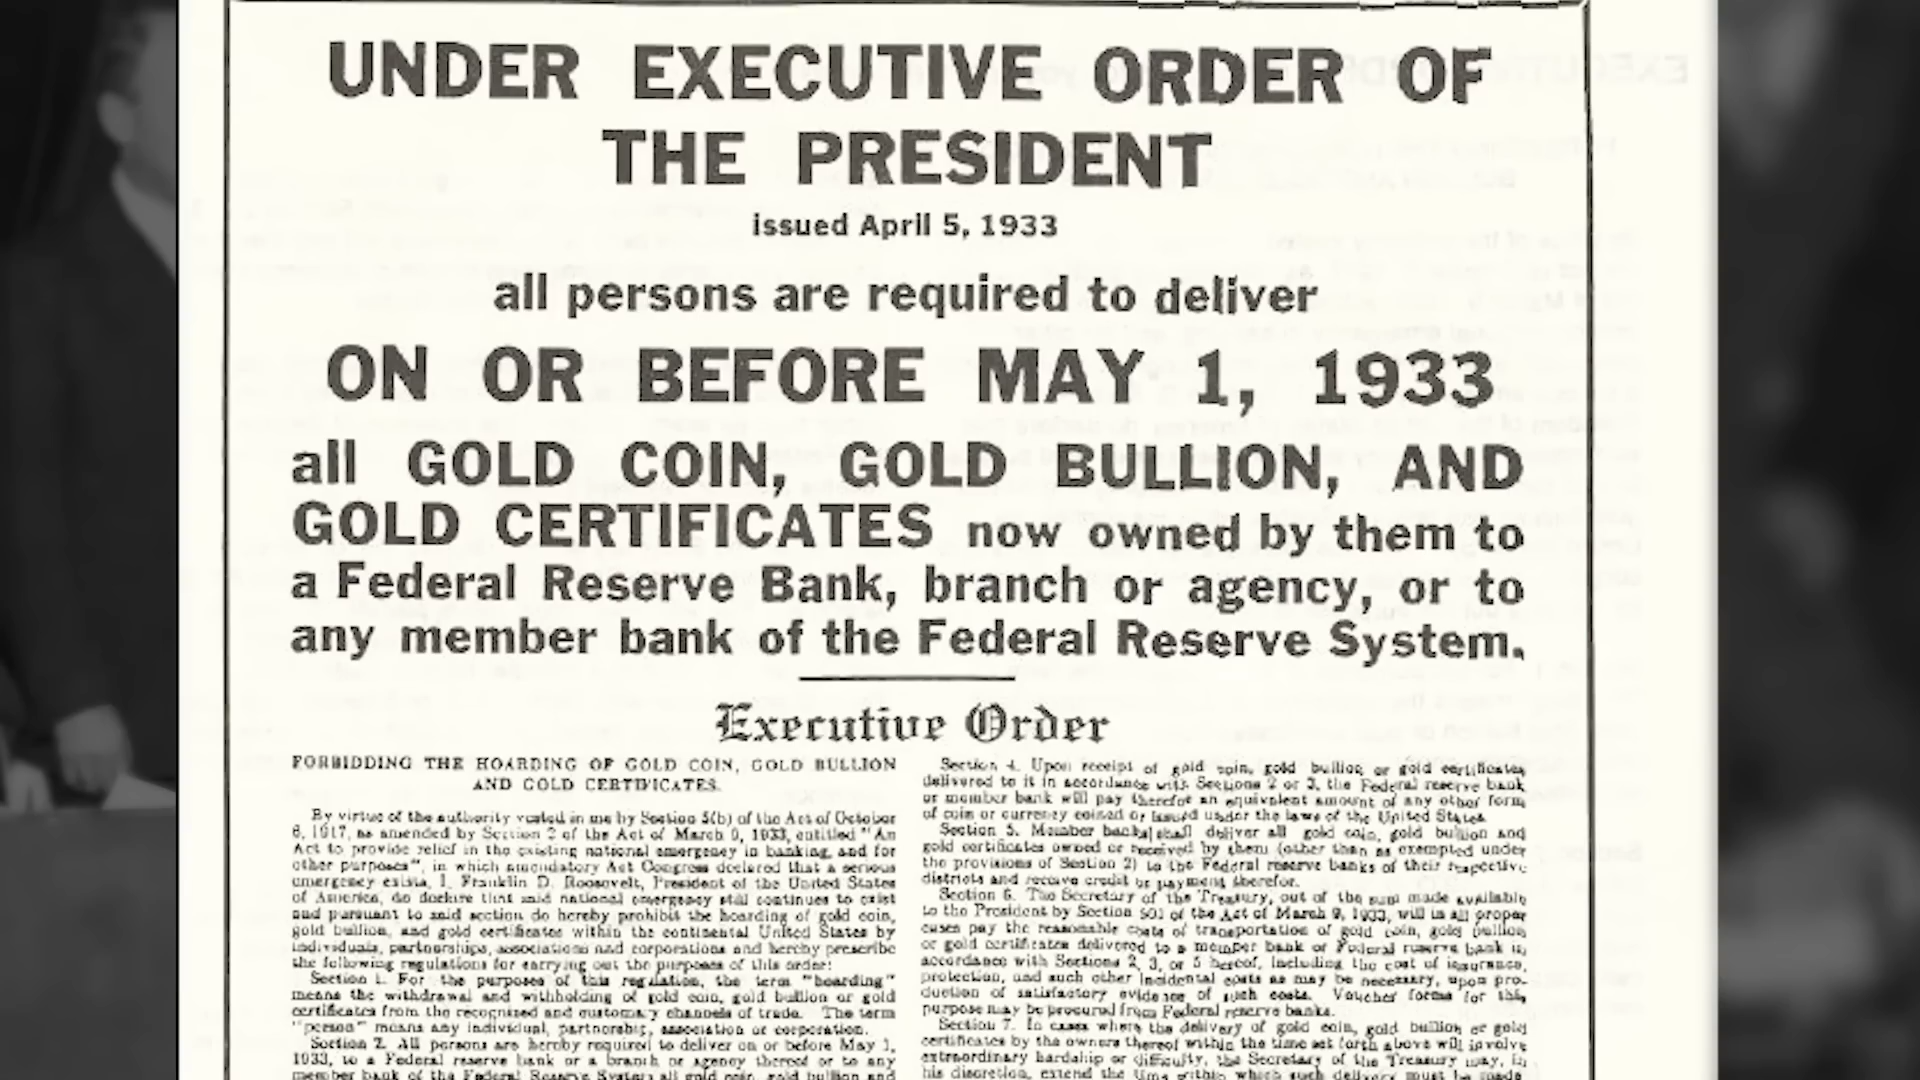 UNDER EXECUTIVE ORDER OF
THE PRESIDENT
issued April 5, 1933
all persons are required to deliver
ON OR BEFORE MAY 1, 1933
all GOLD COIN, GOLD BULLION, AND
GOLD CERTIFICATES now owned by them to
a Federal Reserve Bank, branch or agency, or to
any member bank of the Federal Reserve System.
Executive Order
FORBIDDING THE HOARDING OF GOLD COIN, GOLD BULLION
AND GOLD CERTIFICATES.
By virtue of the authority vested in me by Section 5(b) of the Act of October
6, 1917, as amended by Section 2 of the Act of March 9, 1933, entitled "An
Act to provide relief in the existing national emergency in banking, and for
other purposes", in which amendatory Act Congress declared that a serious
emergency exists, I, Franklin D. Roosevelt, President of the United States
of America, do declare that said national emergency still continues to exist
and pursuant to said section do hereby prohibit the hoarding of gold coin,
gold bullion, and gold certificates within the continental United States by
individuals, partnerships, associations and corporations and hereby prescribe
the following regulations for carrying out the purposes of this order:
Section 1. For the purposes of this regulation, the term "hoarding"
means the withdrawal and withholding of gold coin, gold bullion or gold
certificates from the recognized and customary channels of trade. The term
"person" means any individual, partnership, association or corporation.
Section 2. All persons are hereby required to deliver on or before May 1,
1933, to a Federal reserve bank or a branch or agency thereof or to any
member bank of the Federal Reserve System all gold coin, gold bullion and
Section 4. Upon receipt of gold coin, gold bullion or gold certificates
delivered to it in accordance with Sections 2 or 3, the Federal reserve bank
or member bank will pay therefor an equivalent amount of any other form
of coin or currency coined or issued under the laws of the United States.
Section 5. Member banks shall deliver all gold coin, gold bullion and
gold certificates owned or received by them (other than as exempted under
the provisions of Section 2) to the Federal reserve banks of their respective
districts and receive credit or payment therefor.
Section 6. The Secretary of the Treasury, out of the sum made available
to the President by Section 501 of the Act of March 9, 1933, will in all proper
cases pay the reasonable costs of transportation of gold coin, gold bullion
or gold certificates delivered to a member bank or Federal reserve bank in
accordance with Sections 2, 3, or 5 hereof, including the cost of insurance,
protection, and such other incidental costs as may be necessary, upon pro-
duction of satisfactory evidence of such costs. Voucher forms for this
purpose may be procured from Federal reserve banks.
Section 7. In cases where the delivery of gold coin, gold bullion or gold
certificates by the owners thereof within the time set forth above will involve
extraordinary hardship or difficulty, the Secretary of the Treasury may, in
his discretion, extend the time within which such delivery must be made